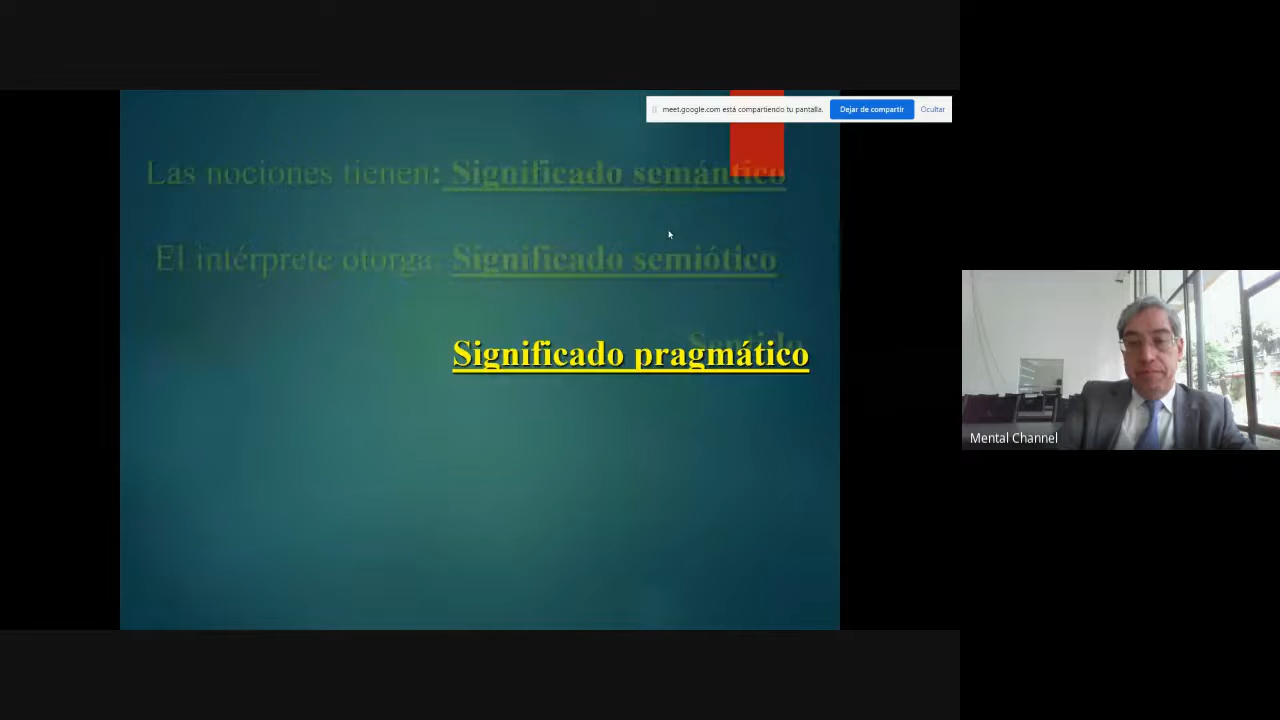 meet.google.com está compartiendo tu pantalla. Dejar de compartir Ocultar
Las nociones tienen: Significado semántico
El intérprete otorga: Significado semiótico
Sentido
Significado pragmático
Mental Channel